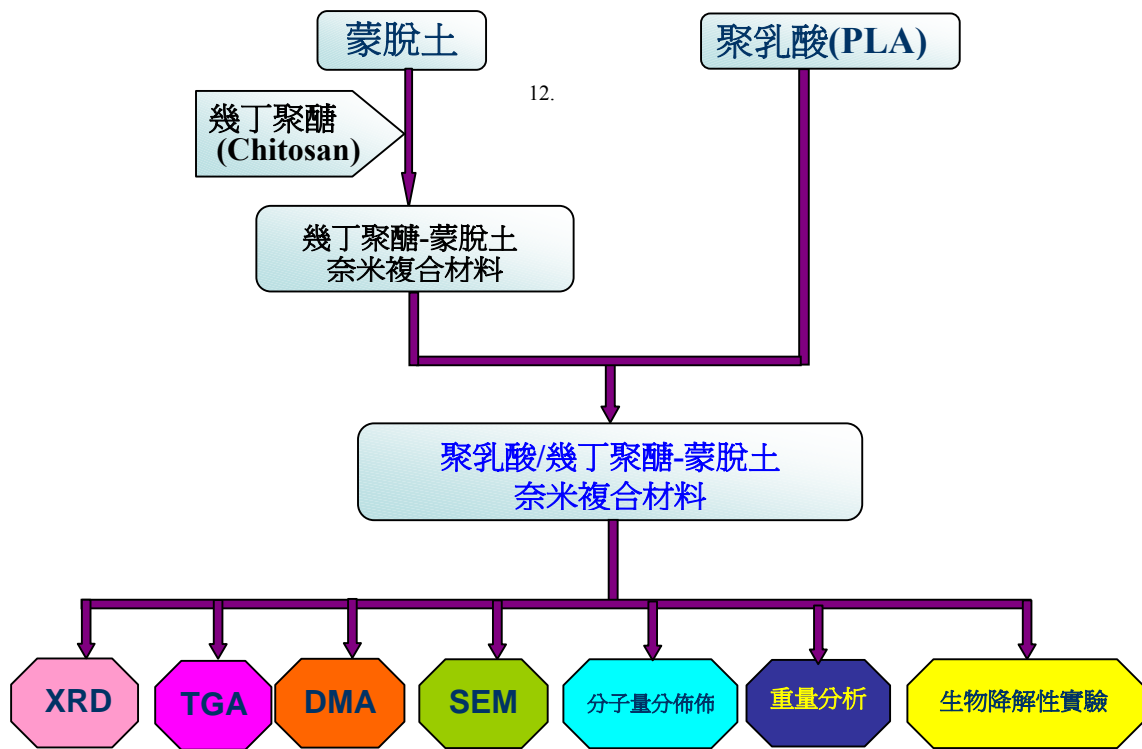 蒙脫土
聚乳酸(PLA)
12.
幾丁聚醣
(Chitosan)
幾丁聚醣-蒙脫土
奈米複合材料
聚乳酸/幾丁聚醣-蒙脫土
奈米複合材料
XRD
TGA
DMA
SEM
分子量分佈佈
重量分析
生物降解性實驗